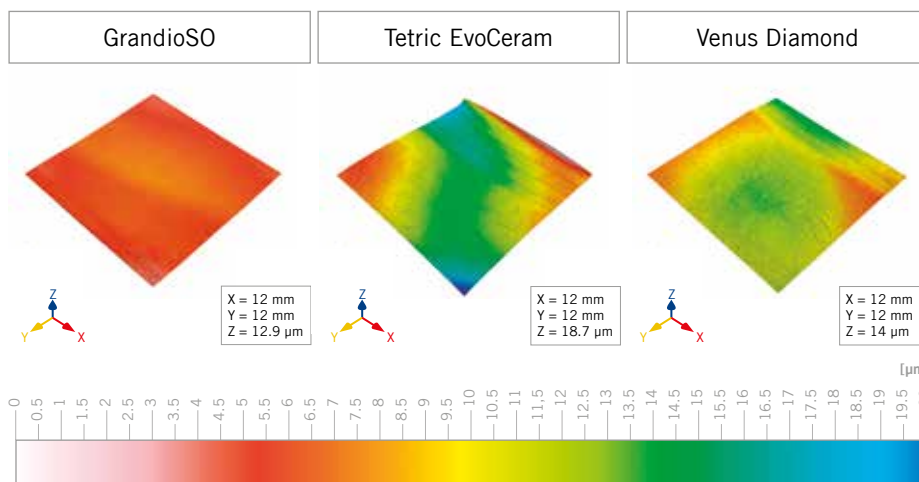 GrandioSO
Tetric EvoCeram
Venus Diamond
Z
Y
X
X = 12 mm
Y = 12 mm
Z = 12.9 µm
Z
Y
X
X = 12 mm
Y = 12 mm
Z = 18.7 µm
Z
Y
X
X = 12 mm
Y = 12 mm
Z = 14 µm
[µm
0
0.5
1
1.5
2
2.5
3
3.5
4
4.5
5
5.5
6
6.5
7
7.5
8
8.5
9
9.5
10
10.5
11
11.5
12
12.5
13
13.5
14
14.5
15
15.5
16
16.5
17
17.5
18
18.5
19
19.5